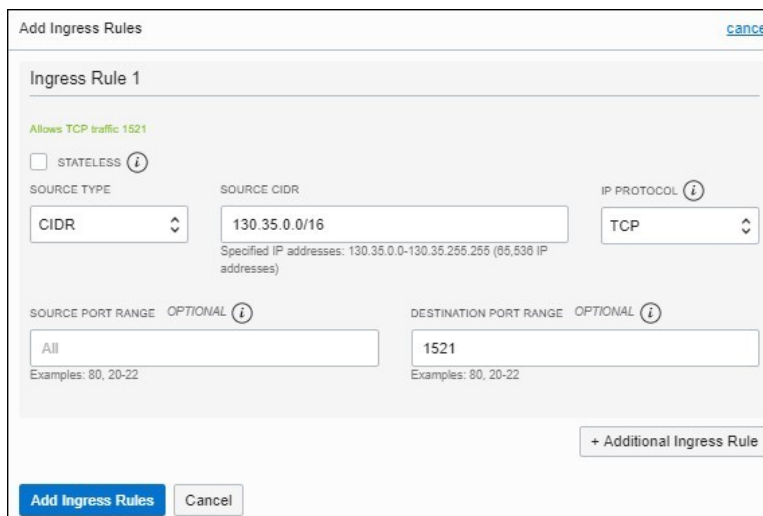 Add Ingress Rules cance
Ingress Rule 1
Allows TCP traffic 1521
STATELESS i
SOURCE TYPE SOURCE CIDR IP PROTOCOL i
CIDR 130.35.0.0/16 TCP
Specified IP addresses: 130.35.0.0-130.35.255.255 (65,536 IP
addresses)
SOURCE PORT RANGE OPTIONAL i DESTINATION PORT RANGE OPTIONAL i
All 1521
Examples: 80, 20-22 Examples: 80, 20-22
+ Additional Ingress Rule
Add Ingress Rules Cancel